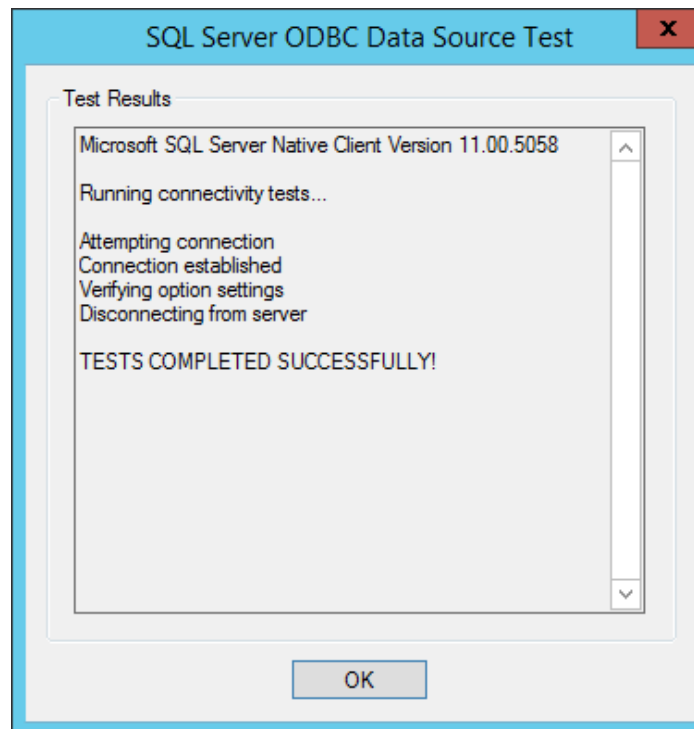 SQL Server ODBC Data Source Test
x
Test Results
Microsoft SQL Server Native Client Version 11.00.5058
Running connectivity tests...
Attempting connection
Connection established
Verifying option settings
Disconnecting from server
TESTS COMPLETED SUCCESSFULLY!
OK